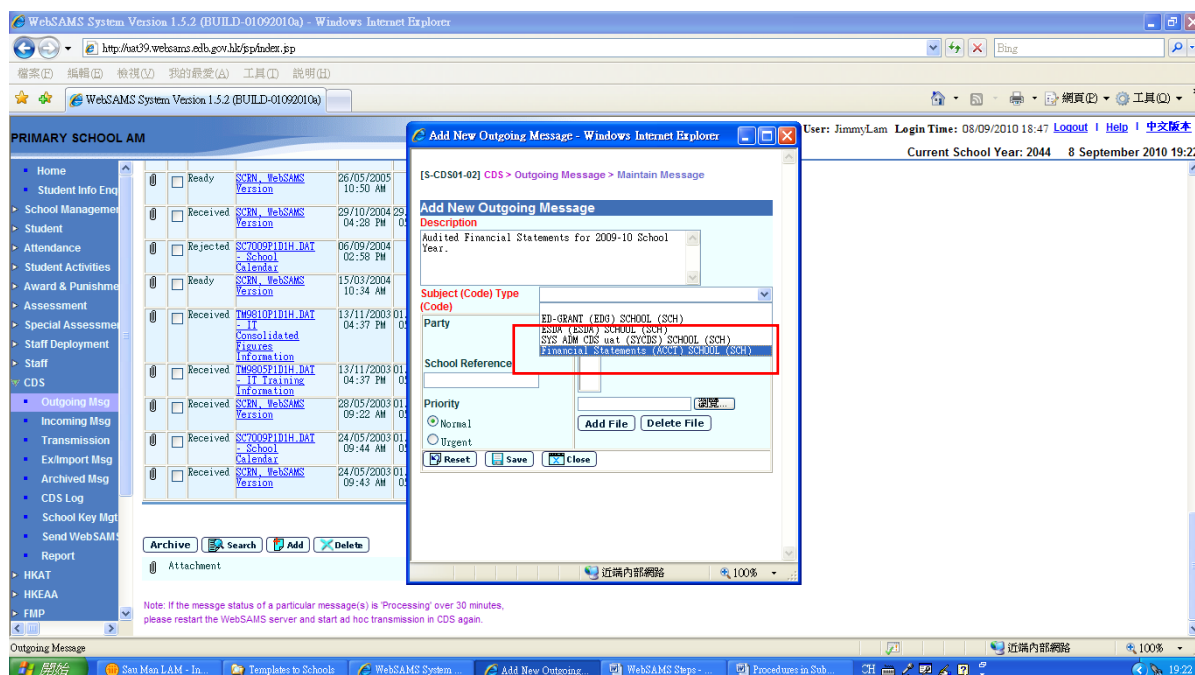 WebSAMS System Version 1.5.2 (BUILD-01092010a) - Windows Internet Explorer
http://uat39.websams.edb.gov.hk/jsp/index.jsp
Bing
檔案(F) 編輯(E) 檢視(V) 我的最愛(A) 工具(T) 說明(H)
WebSAMS System Version 1.5.2 (BUILD-01092010a)
網頁(P) 工具(O)
PRIMARY SCHOOL AM
User: JimmyLam Login Time: 08/09/2010 18:47 Logout | Help | 中文版本
Current School Year: 2044 8 September 2010 19:22
Home
Student Info Enq
School Managemen
Student
Attendance
Student Activities
Award & Punishme
Assessment
Special Assessmen
Staff Deployment
Staff
CDS
Outgoing Msg
Incoming Msg
Transmission
Ex/Import Msg
Archived Msg
CDS Log
School Key Mgt
Send WebSAMS
Report
HKAT
HKEAA
FMP
Ready SCRN, WebSAMS 26/05/2005
Version 10:50 AM
Received SCRN, WebSAMS 29/10/2004 29.
Version 04:28 PM 05
Rejected SC7009P1D1H.DAT 06/09/2004
- School 02:58 PM
Calendar
Ready SCRN, WebSAMS 15/03/2004
Version 10:34 AM
Received TM9810P1D1H.DAT 13/11/2003 01.
- IT 04:37 PM 05
Consolidated
Figures
Information
Received TM9805P1D1H.DAT 13/11/2003 01.
- IT Training 04:37 PM 05
Information
Received SCRN, WebSAMS 28/05/2003 01.
Version 09:22 AM 05
Received SC7009P1D1H.DAT 24/05/2003 01.
- School 09:44 AM 05
Calendar
Received SCRN, WebSAMS 24/05/2003 01.
Version 09:43 AM 05
Archive Search Add Delete
Attachment
Note: If the messge status of a particular message(s) is 'Processing' over 30 minutes,
please restart the WebSAMS server and start ad hoc transmission in CDS again.
Add New Outgoing Message - Windows Internet Explorer
[S-CDS01-02] CDS > Outgoing Message > Maintain Message
Add New Outgoing Message
Description
Audited Financial Statements for 2009-10 School
Year.
Subject (Code) Type
(Code)
ED-GRANT (EDG) SCHOOL (SCH)
ESDA (ESDA) SCHOOL (SCH)
SYS ADM CDS uat (SYCDS) SCHOOL (SCH)
Financial Statements (ACCT) SCHOOL (SCH)
Party
School Reference
Priority
Normal
Urgent
瀏覽...
Add File Delete File
Reset Save Close
近端內部網路 100%
Outgoing Message
近端內部網路 100%
開始 Sau Man LAM - In... Templates to Schools WebSAMS System ... Add New Outgoing... WebSAMS Steps - ... Procedures in Sub... CH 19:22